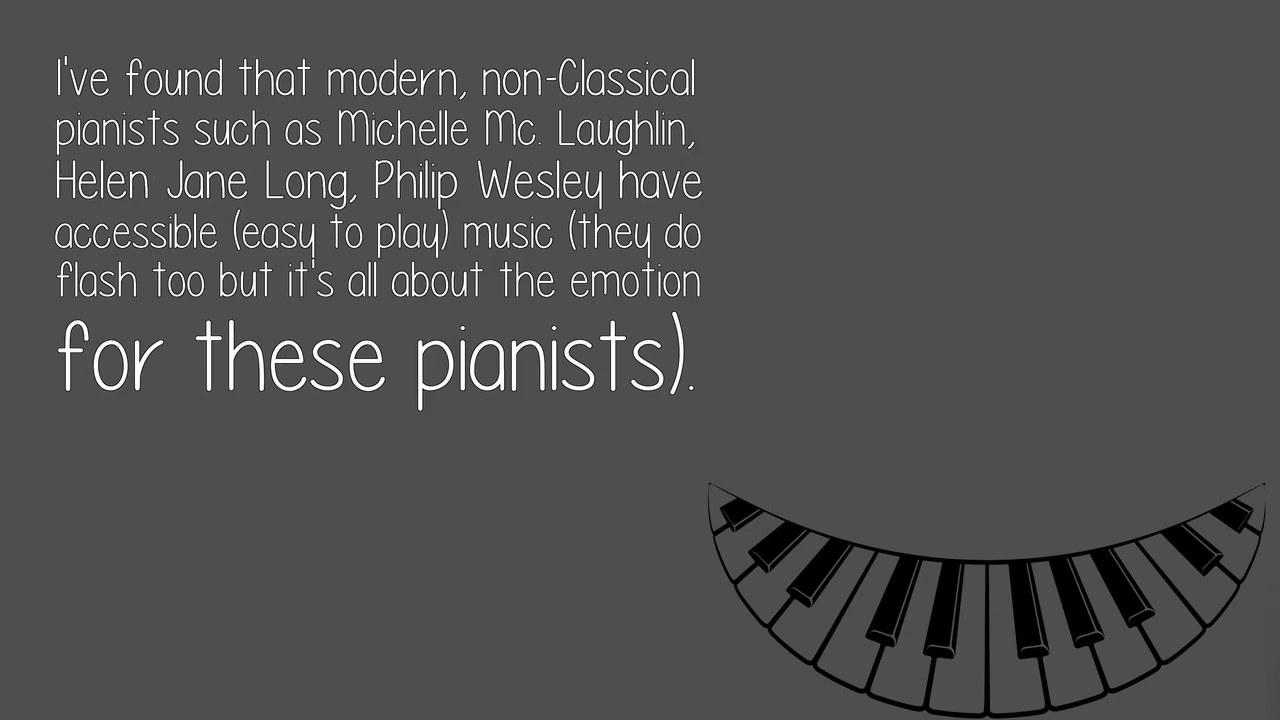 I've found that modern, non-Classical
pianists such as Michelle Mc. Laughlin,
Helen Jane Long, Philip Wesley have
accessible (easy to play) music (they do
flash too but it's all about the emotion
for these pianists).